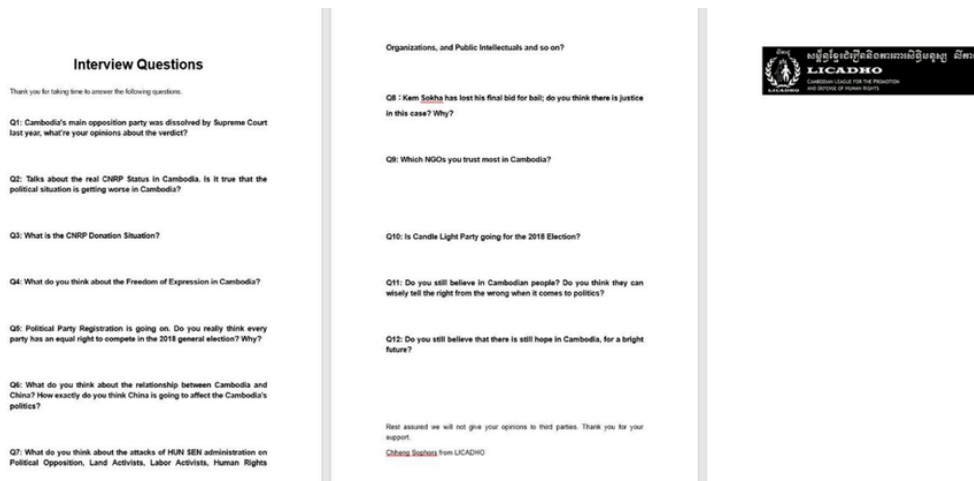 Interview Questions
Thank you for taking time to answer the following questions.
Q1: Cambodia's main opposition party was dissolved by Supreme Court
last year, what're your opinions about the verdict?
Q2: Talks about the real CNRP Status in Cambodia. Is it true that the
political situation is getting worse in Cambodia?
Q3: What is the CNRP Donation Situation?
Q4: What do you think about the Freedom of Expression in Cambodia?
Q5: Political Party Registration is going on. Do you really think every
party has an equal right to compete in the 2018 general election? Why?
Q6: What do you think about the relationship between Cambodia and
China? How exactly do you think China is going to affect the Cambodia's
politics?
Q7: What do you think about the attacks of HUN SEN administration on
Political Opposition, Land Activists, Labor Activists, Human Rights
Organizations, and Public Intellectuals and so on?
Q8 : Kem Sokha has lost his final bid for bail; do you think there is justice
in this case? Why?
Q9: Which NGOs you trust most in Cambodia?
Q10: Is Candle Light Party going for the 2018 Election?
Q11: Do you still believe in Cambodian people? Do you think they can
wisely tell the right from the wrong when it comes to politics?
Q12: Do you still believe that there is still hope in Cambodia, for a bright
future?
Rest assured we will not give your opinions to third parties. Thank you for your
support.
Chheng Sophors from LICADHO
LICADHO
CAMBODIAN LEAGUE FOR THE PROMOTION
AND DEFENSE OF HUMAN RIGHTS
LICADHO